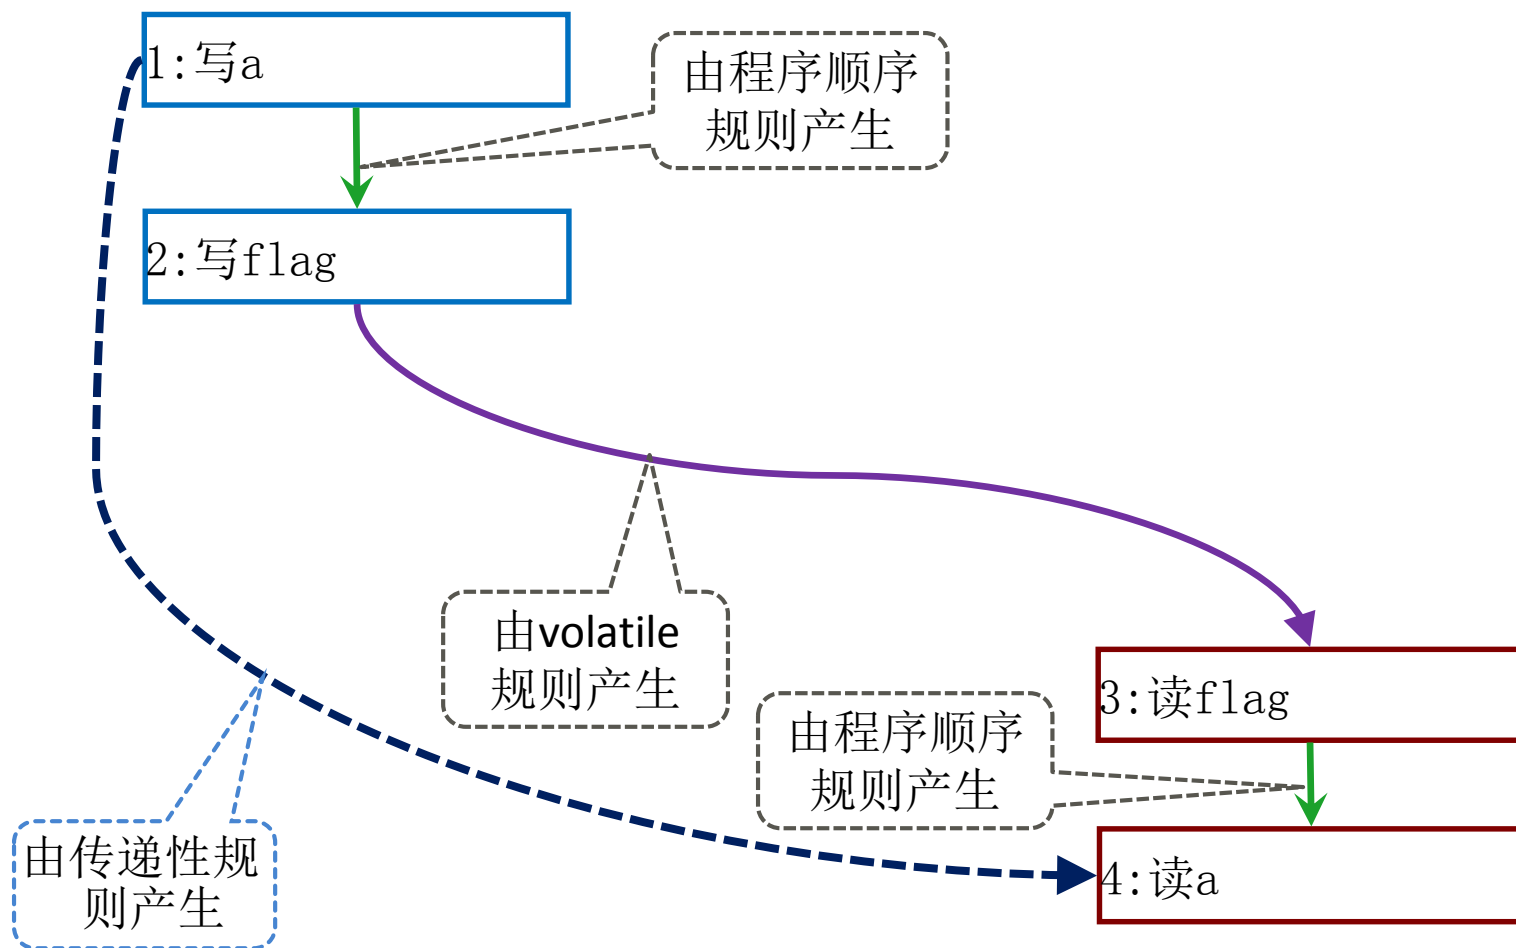 1:写a
由程序顺序
规则产生
2:写flag
由volatile
规则产生
3:读flag
由程序顺序
规则产生
4:读a
由传递性规
则产生